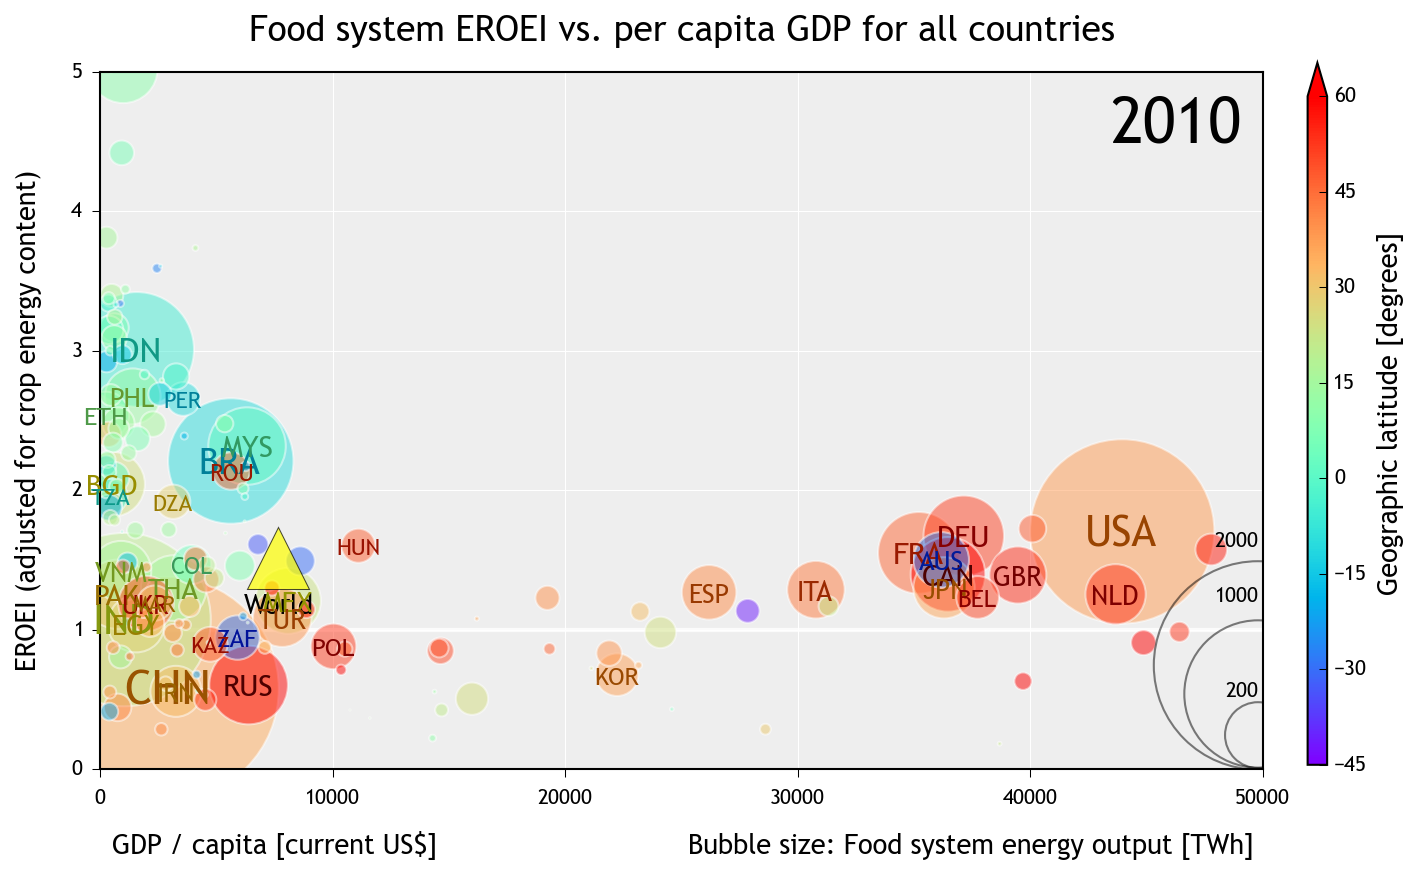 Food system EROEI vs. per capita GDP for all countries
2010
EROEI (adjusted for crop energy content)
5
4
3
2
1
0
IDN
PHL
PER
ETH
MYS
BRA
ROU
BGD
TZA
DZA
HUN
COL
VNM
THA
PAK
UKR
EGY
World
MEX
TUR
ZAF
KAZ
POL
CHN
IRN
RUS
ESP
ITA
KOR
FRA
DEU
AUS
CAN
JPN
GBR
BEL
NLD
USA
2000
1000
200
0
10000
20000
30000
40000
50000
GDP / capita [current US$]
Bubble size: Food system energy output [TWh]
60
45
30
15
0
−15
−30
−45
Geographic latitude [degrees]